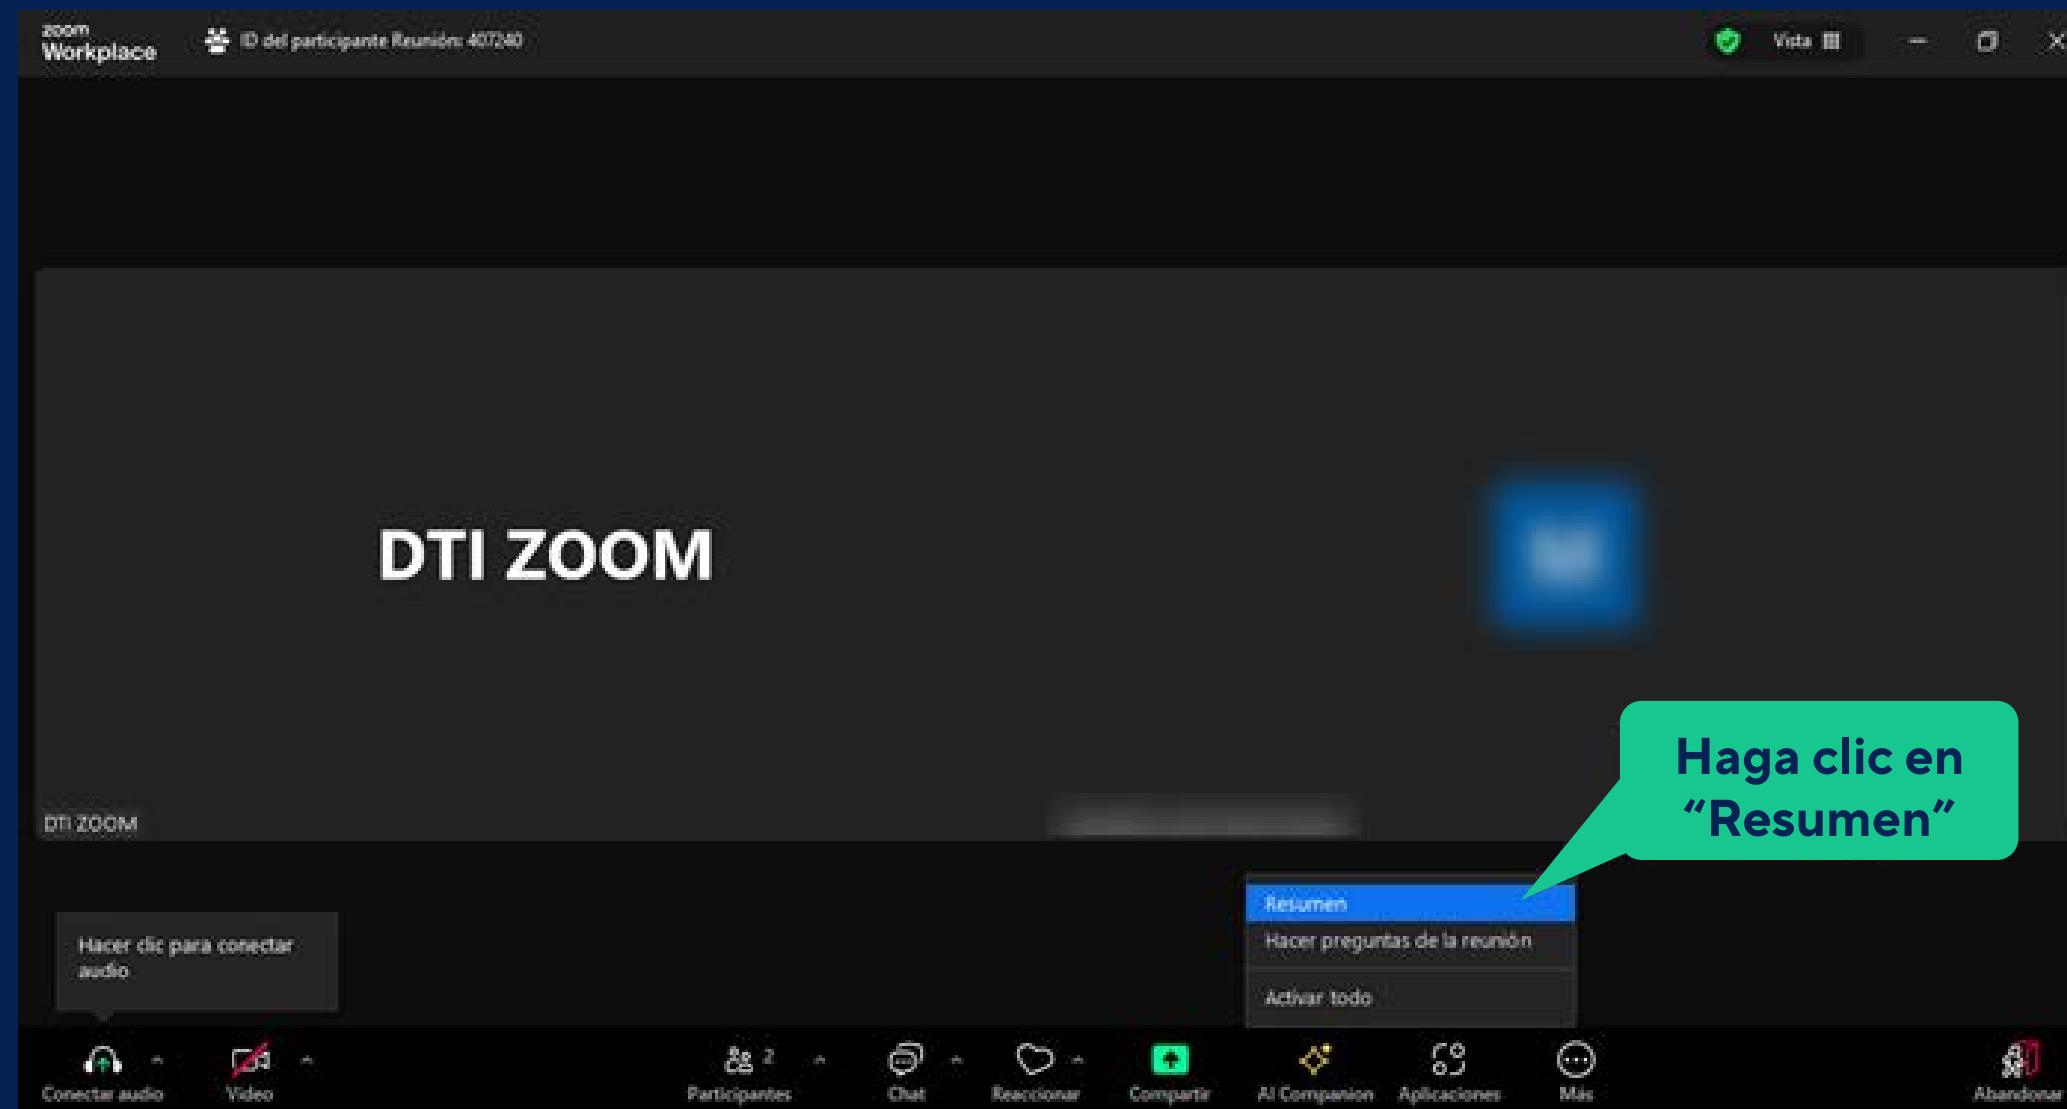 zoom
Workplace
ID del participante Reunión: 407240
Vista
DTI ZOOM
DTI ZOOM
Haga clic en
“Resumen”
Resumen
Hacer preguntas de la reunión
Activar todo
Hacer clic para conectar
audio
Conectar audio
Video
Participantes
2
Chat
Reaccionar
Compartir
AI Companion
Aplicaciones
Más
Abandonar